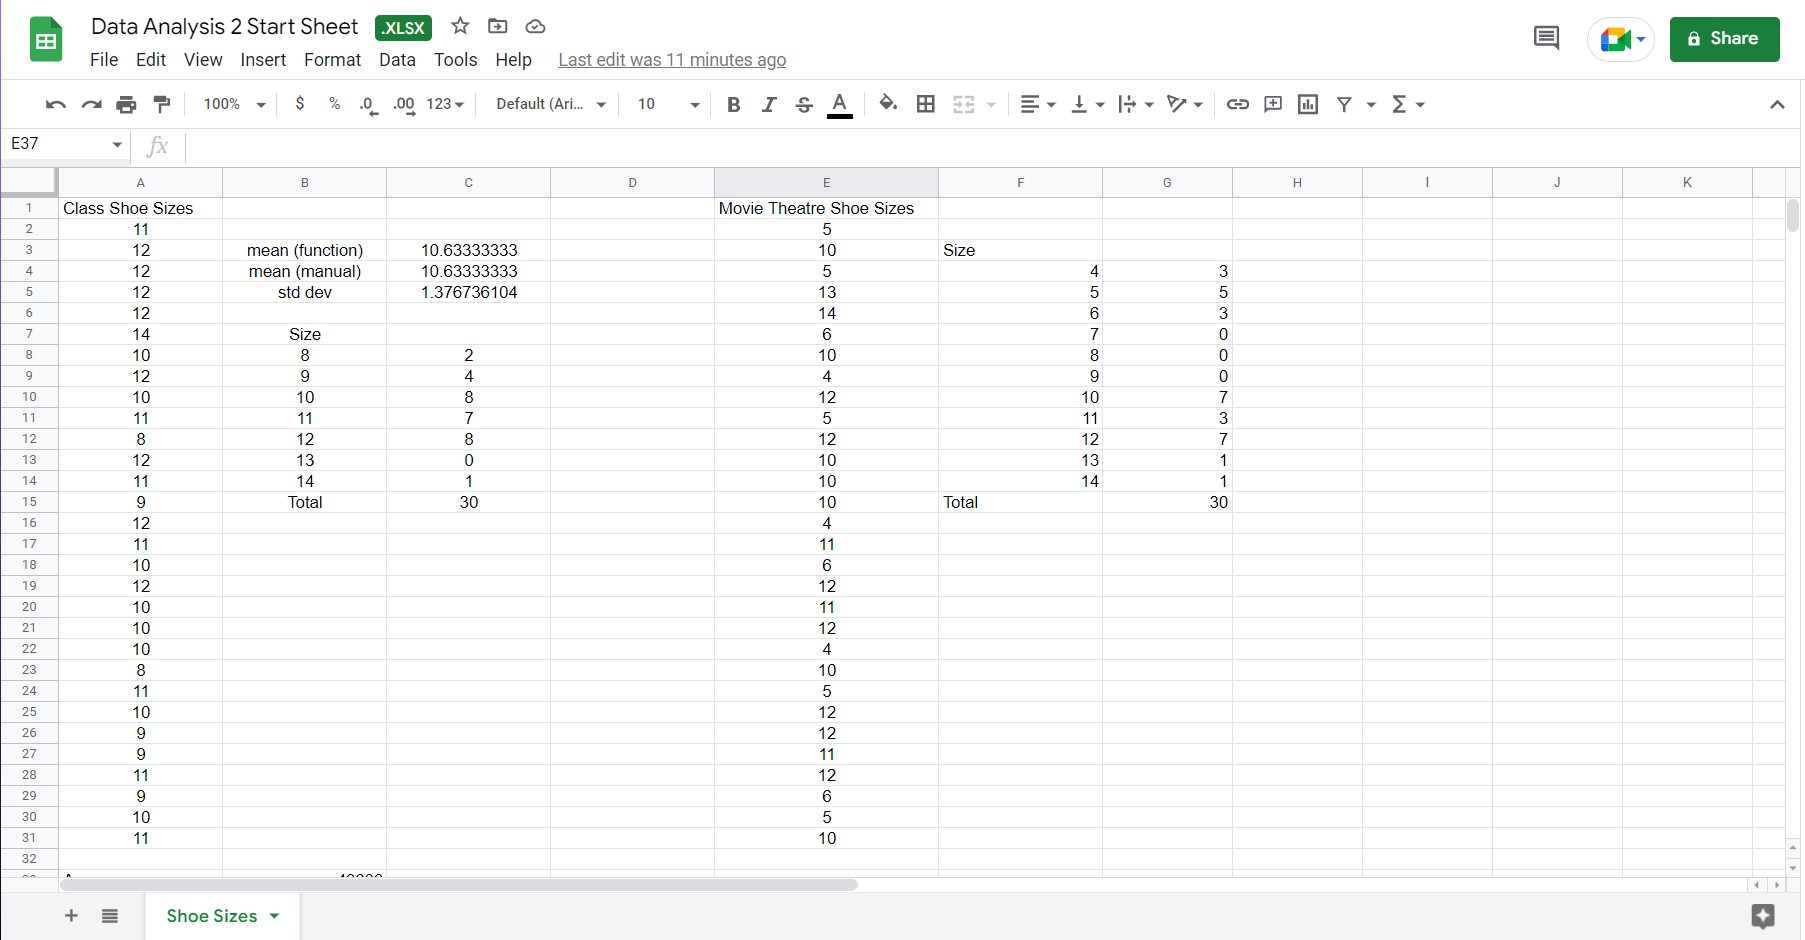 Data Analysis 2 Start Sheet .XLSX
File Edit View Insert Format Data Tools Help Last edit was 11 minutes ago
Share
100% $ % .0 .00 123 Default (Ari... 10 B I S A
E37 fx
A B C D E F G H I J K
1 Class Shoe Sizes Movie Theatre Shoe Sizes
2 11 5
3 12 mean (function) 10.63333333 10 Size
4 12 mean (manual) 10.63333333 5 4 3
5 12 std dev 1.376736104 13 5 5
6 12 14 6 3
7 14 Size 6 7 0
8 10 8 2 10 8 0
9 12 9 4 4 9 0
10 10 10 8 12 10 7
11 11 11 7 5 11 3
12 8 12 8 12 12 7
13 12 13 0 10 13 1
14 11 14 1 10 14 1
15 9 Total 30 10 Total 30
16 12 4
17 11 11
18 10 6
19 12 12
20 10 11
21 10 12
22 10 4
23 8 10
24 11 5
25 10 12
26 9 12
27 9 11
28 11 12
29 9 6
30 10 5
31 11 10
32
Shoe Sizes